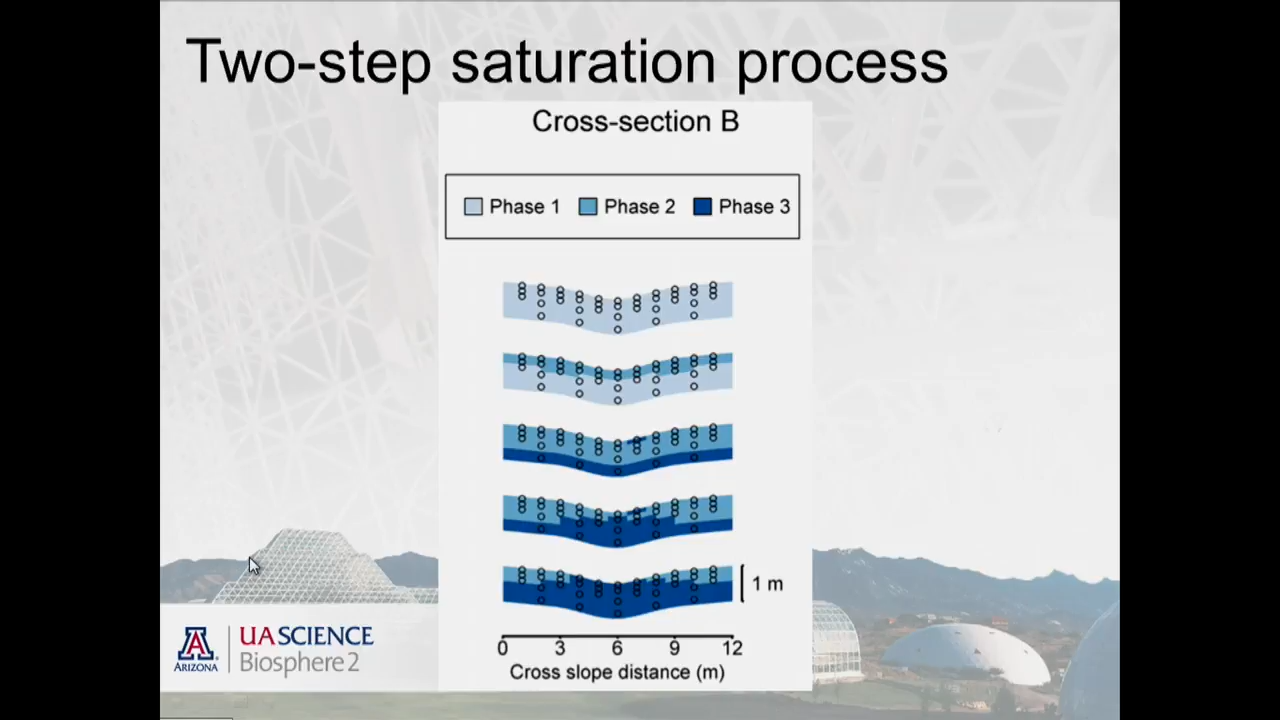 Two-step saturation process
Cross-section B
Phase 1 Phase 2 Phase 3
1 m
0 3 6 9 12
Cross slope distance (m)
A
ARIZONA
UA SCIENCE
Biosphere 2